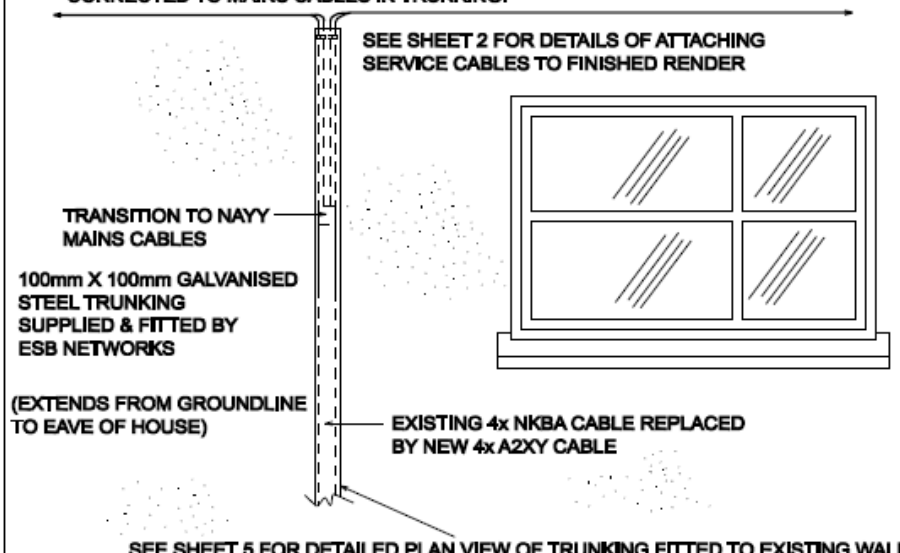 CONNECTED TO MAINS CABLES IN TRUNKING.
SEE SHEET 2 FOR DETAILS OF ATTACHING
SERVICE CABLES TO FINISHED RENDER
TRANSITION TO NAYY
MAINS CABLES
100mm X 100mm GALVANISED
STEEL TRUNKING
SUPPLIED & FITTED BY
ESB NETWORKS
(EXTENDS FROM GROUNDLINE
TO EAVE OF HOUSE)
EXISTING 4x NKBA CABLE REPLACED
BY NEW 4x A2XY CABLE
SEE SHEET 5 FOR DETAILED PLAN VIEW OF TRUNKING FITTED TO EXISTING WALL